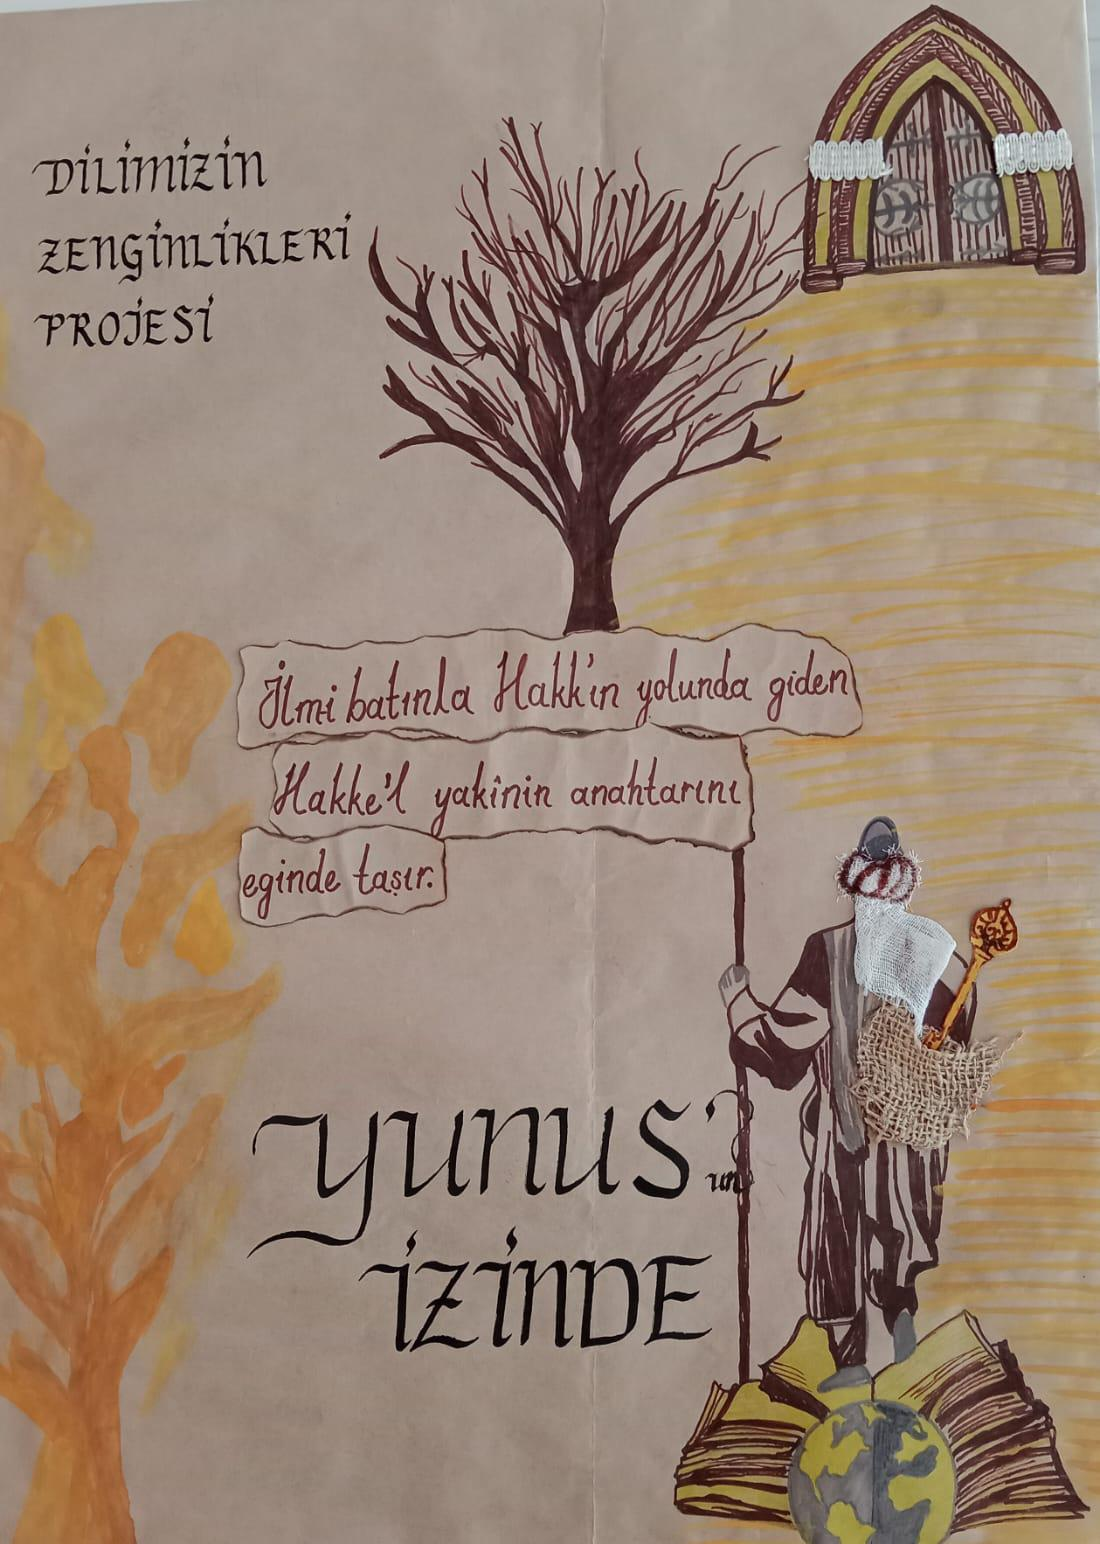 DİLİMİZİN
ZENGİNLİKLERİ
PROJESİ
İlmi batınla Hakk'ın yolunda giden
Hakke'l yakînin anahtarını
eginde taşır.
YUNUS'un
İZİNDE